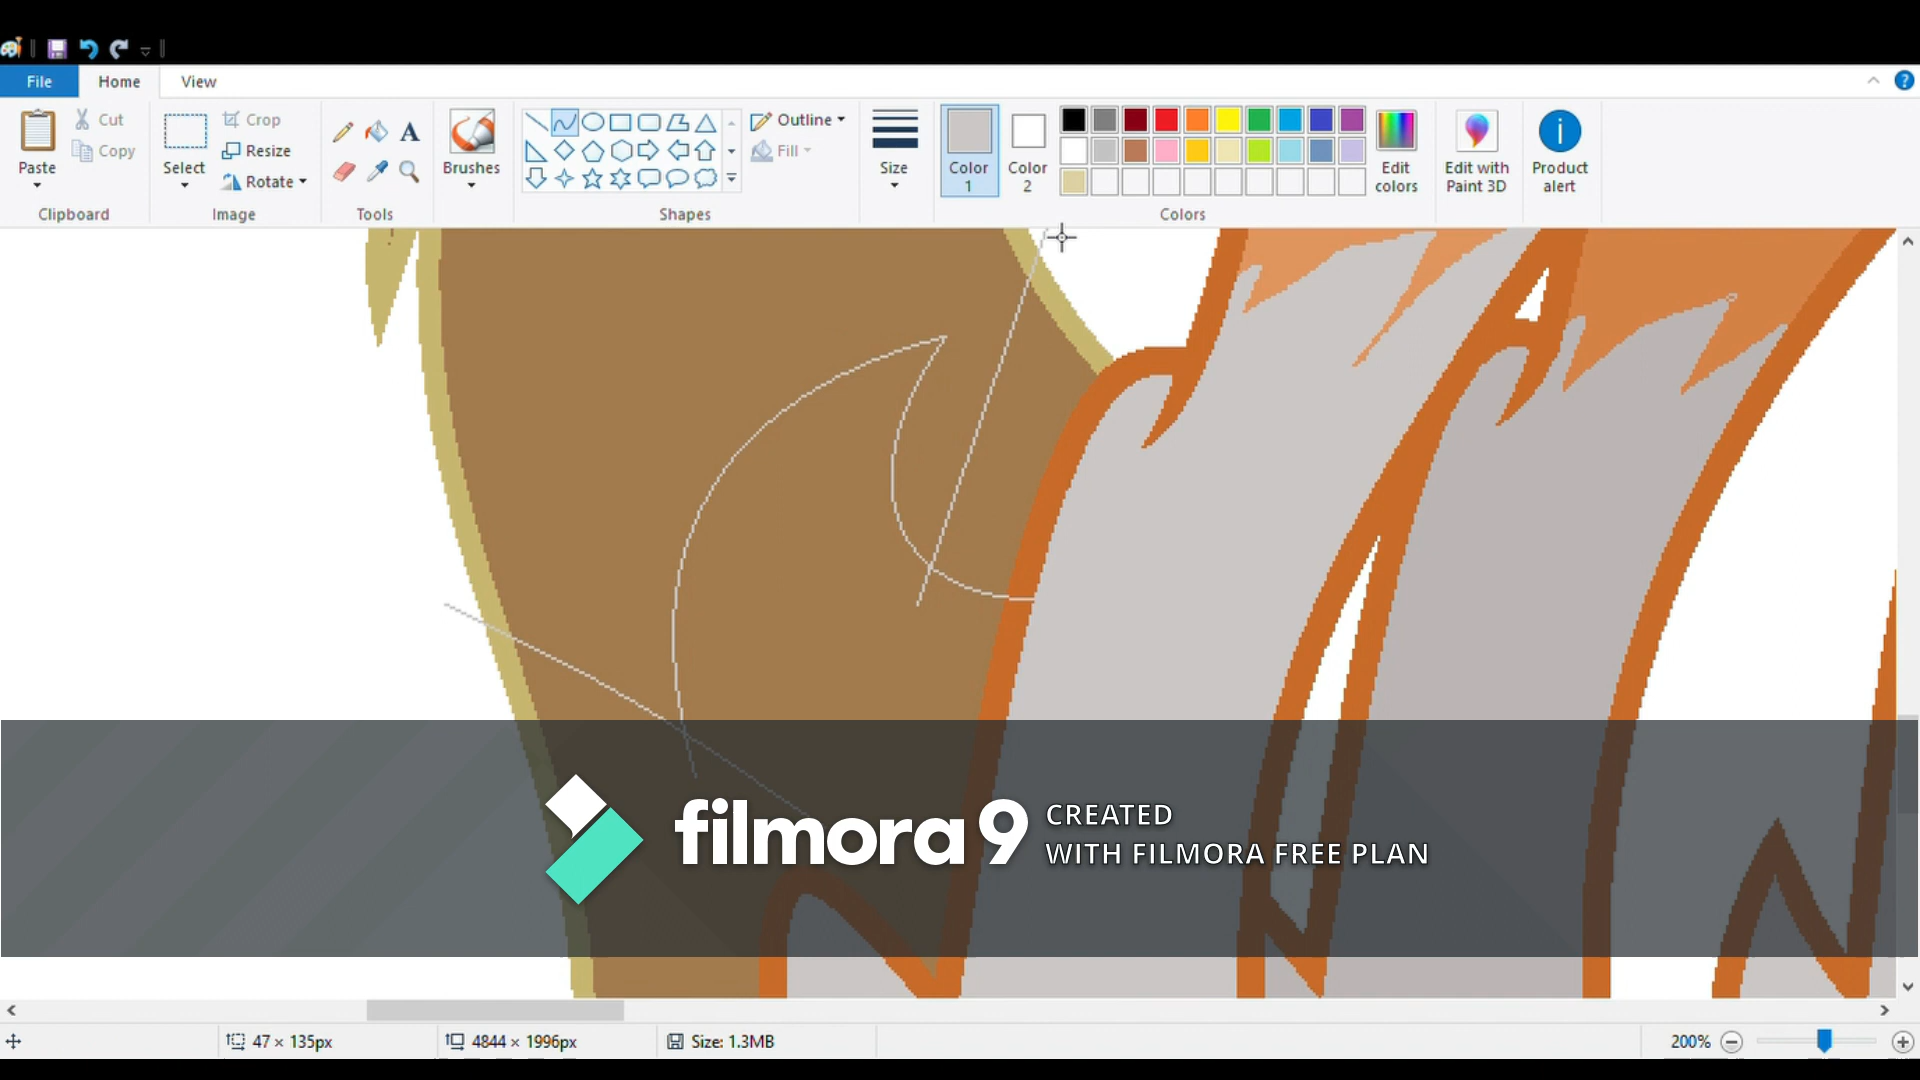 File Home View
Paste
Cut
Copy
Clipboard
Select
Crop
Resize
Rotate
Image
A
Tools
Brushes
Shapes
Outline
Fill
Size
Color
1
Color
2
Colors
Edit
colors
Edit with
Paint 3D
Product
alert
filmora9 CREATED
WITH FILMORA FREE PLAN
47 × 135px 4844 × 1996px Size: 1.3MB 200%